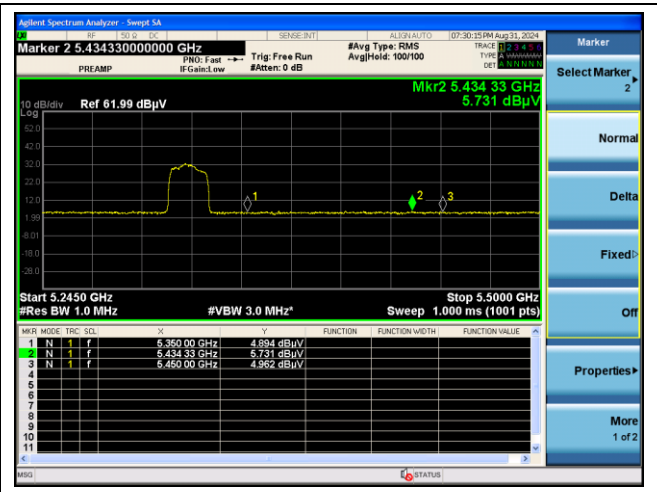 Agilent Spectrum Analyzer - Swept SA
RF 50 Ω DC SENSE:INT ALIGN AUTO 07:30:15 PM Aug 31, 2024
Marker 2 5.434330000000 GHz
PREAMP
PNO: Fast
IFGain:Low
Trig: Free Run
#Atten: 0 dB
#Avg Type: RMS
Avg|Hold: 100/100
TRACE 1 2 3 4 5 6
TYPE A
DET A N N N N N
Marker
Select Marker
2
Normal
Delta
Fixed
Off
Properties
More
1 of 2
Mkr2 5.434 33 GHz
5.731 dBµV
10 dB/div Ref 61.99 dBµV
Log
52.0
42.0
32.0
22.0
12.0
1.99
-8.01
-18.0
-28.0
1
2
3
Start 5.2450 GHz Stop 5.5000 GHz
#Res BW 1.0 MHz #VBW 3.0 MHz* Sweep 1.000 ms (1001 pts)
MKR MODE TRC SCL X Y FUNCTION FUNCTION WIDTH FUNCTION VALUE
1 N 1 f 5.350 00 GHz 4.894 dBµV
2 N 1 f 5.434 33 GHz 5.731 dBµV
3 N 1 f 5.450 00 GHz 4.962 dBµV
4
5
6
7
8
9
10
11
MSG STATUS